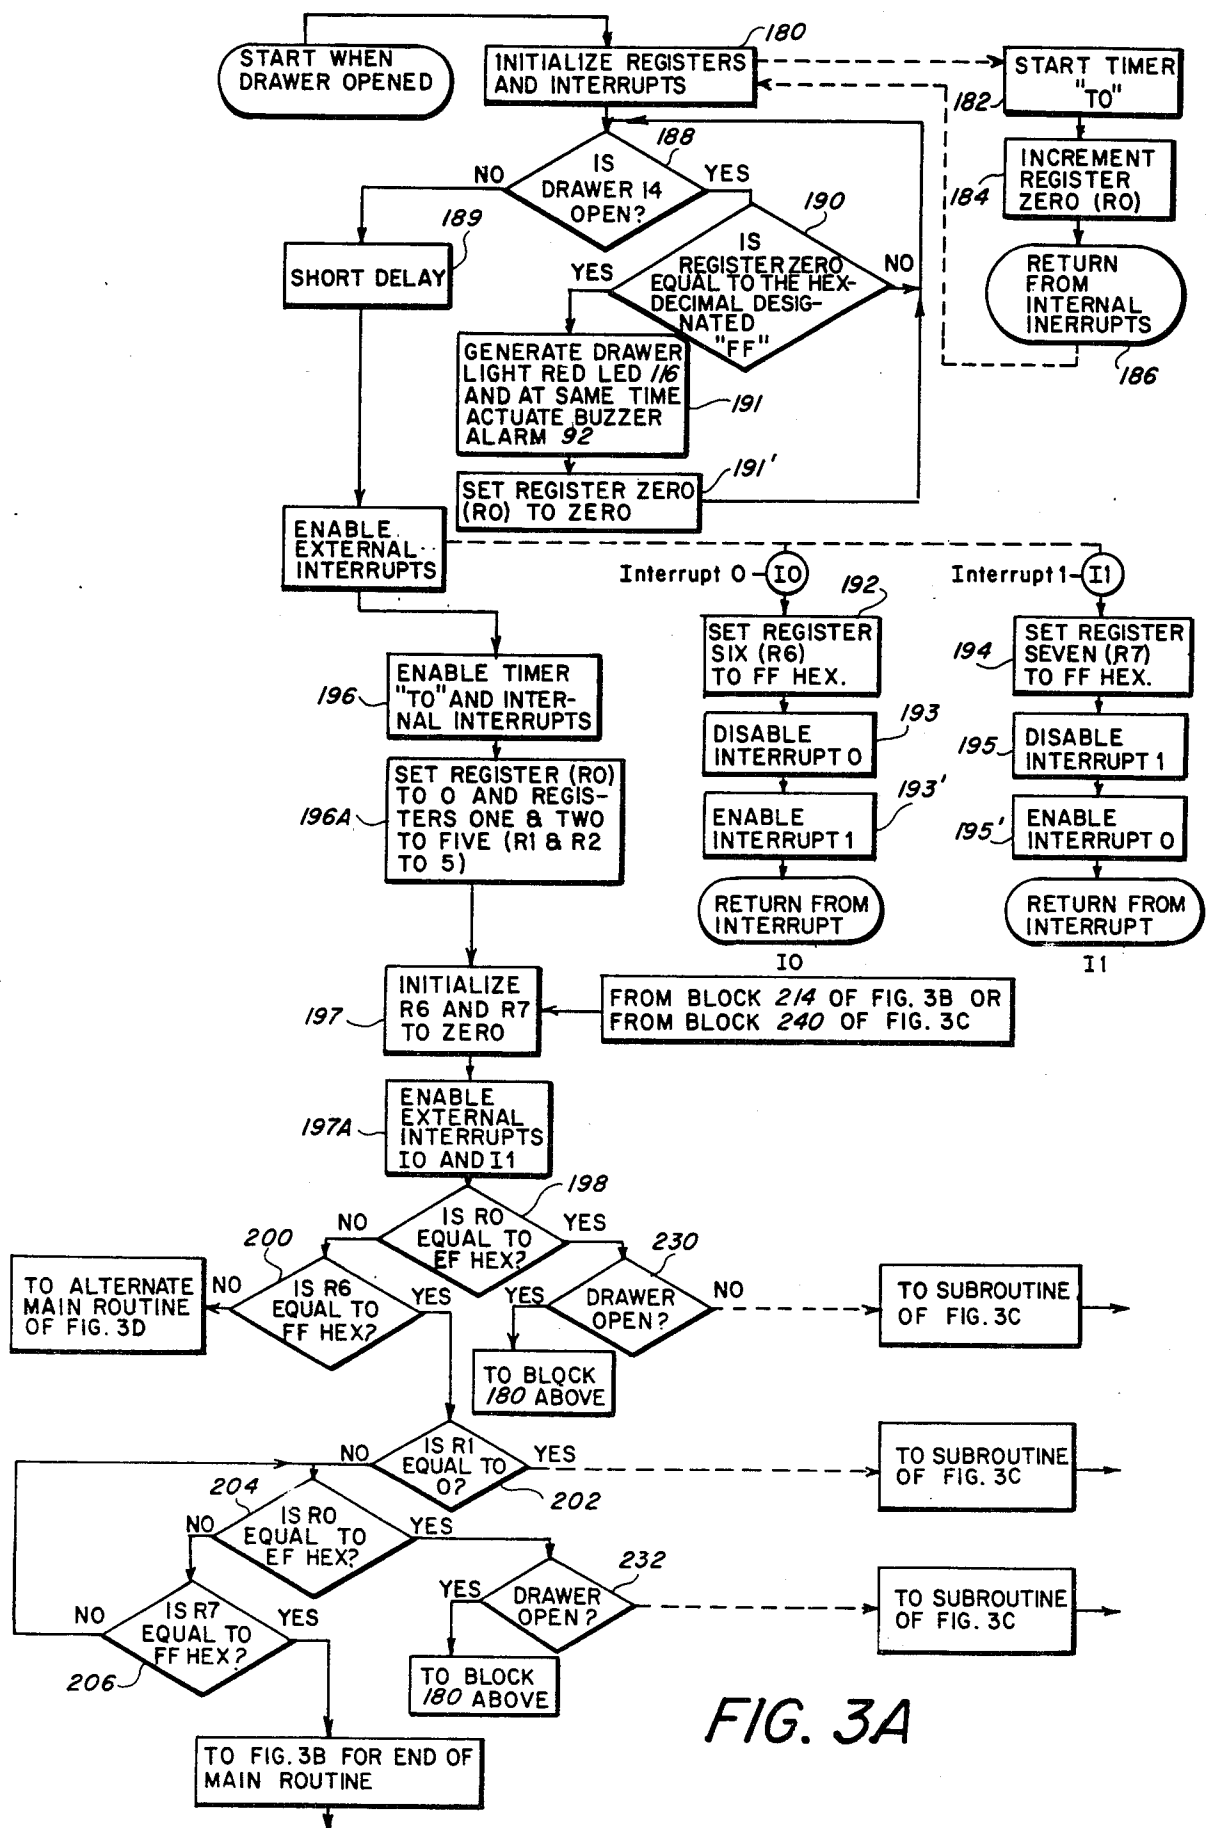 START WHEN
DRAWER OPENED
INITIALIZE REGISTERS
AND INTERRUPTS
180
START TIMER
"TO"
182
INCREMENT
REGISTER
ZERO (RO)
184
RETURN
FROM
INTERNAL
INERRUPTS
186
188
IS
DRAWER 14
OPEN?
NO
YES
189
SHORT DELAY
190
IS
REGISTER ZERO
EQUAL TO THE HEX-
DECIMAL DESIG-
NATED
"FF"
YES
NO
GENERATE DRAWER
LIGHT RED LED 116
AND AT SAME TIME
ACTUATE BUZZER
ALARM 92
191
SET REGISTER ZERO
(RO) TO ZERO
191'
ENABLE
EXTERNAL
INTERRUPTS
Interrupt 0
IO
Interrupt 1
I1
192
SET REGISTER
SIX (R6)
TO FF HEX.
194
SET REGISTER
SEVEN (R7)
TO FF HEX.
196
ENABLE TIMER
"TO" AND INTER-
NAL INTERRUPTS
193
DISABLE
INTERRUPT O
195
DISABLE
INTERRUPT 1
196A
SET REGISTER (RO)
TO O AND REGIS-
TERS ONE & TWO
TO FIVE (R1 & R2
TO 5)
193'
ENABLE
INTERRUPT 1
195'
ENABLE
INTERRUPT O
RETURN FROM
INTERRUPT
IO
RETURN FROM
INTERRUPT
I1
197
INITIALIZE
R6 AND R7
TO ZERO
FROM BLOCK 214 OF FIG. 3B OR
FROM BLOCK 240 OF FIG. 3C
197A
ENABLE
EXTERNAL
INTERRUPTS
IO AND I1
198
IS RO
EQUAL TO
EF HEX?
NO
YES
200
IS R6
EQUAL TO
FF HEX?
NO
YES
TO ALTERNATE
MAIN ROUTINE
OF FIG. 3D
230
DRAWER
OPEN?
YES
NO
TO SUBROUTINE
OF FIG. 3C
TO BLOCK
180 ABOVE
IS R1
EQUAL TO
O?
NO
YES
202
TO SUBROUTINE
OF FIG. 3C
204
IS RO
EQUAL TO
EF HEX?
NO
YES
232
DRAWER
OPEN?
YES
TO SUBROUTINE
OF FIG. 3C
IS R7
EQUAL TO
FF HEX?
NO
YES
206
TO BLOCK
180 ABOVE
TO FIG. 3B FOR END OF
MAIN ROUTINE
FIG. 3A